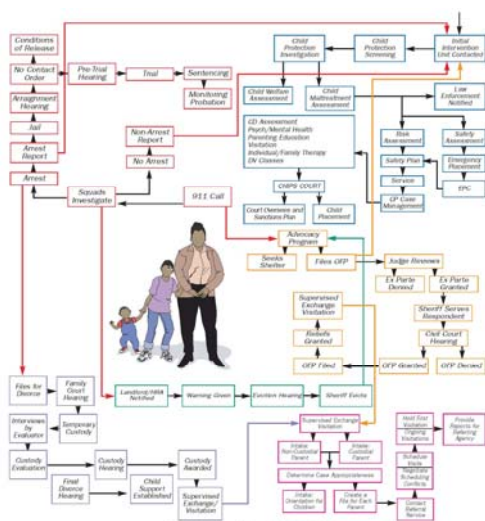 Conditions
of Release
No Contact
Order
Arraignment
Hearing
Jail
Arrest
Report
Arrest
Pre-Trial
Hearing
Trial
Sentencing
Monitoring
Probation
Non-Arrest
Report
No Arrest
Squads
Investigate
911 Call
Child
Protection
Investigation
Child
Protection
Screening
Initial
Intervention
Unit Contacted
Child Welfare
Assessment
Child
Maltreatment
Assessment
Law
Enforcement
Notified
CD Assessment
Psych/Mental Health
Parenting Education
Visitation
Individual/Family Therapy
DV Classes
Risk
Assessment
Safety
Assessment
Safety Plan
Emergency
Placement
Service
EPC
CP Case
Management
CHIPS COURT
Court Oversees and
Sanctions Plan
Child
Placement
Advocacy
Program
Seeks
Shelter
Files OFP
Judge Reviews
Ex Parte
Denied
Ex Parte
Granted
Sheriff Serves
Respondent
Civil Court
Hearing
OFP Granted
OFP Denied
Supervised
Exchange
Visitation
Reliefs
Granted
OFP Filed
Landlord/HRA
Notified
Warning Given
Eviction Hearing
Sheriff Evicts
Files for
Divorce
Family
Court
Hearing
Interviews
by
Evaluator
Temporary
Custody
Custody
Evaluation
Custody
Hearing
Custody
Awarded
Final
Divorce
Hearing
Child
Support
Established
Supervised
Exchange/
Visitation
Supervised Exchange
Visitation
Intake:
Non-Custodial
Parent
Intake:
Custodial
Parent
Determine Case Appropriateness
Intake:
Orientation for
Children
Create a
File for Each
Parent
Contact
Referral
Service
Schedule
Visits
Negotiate
Scheduling
Conflicts
Hold First
Visitation
Ongoing
Visitations
Provide
Reports for
Referring
Agency